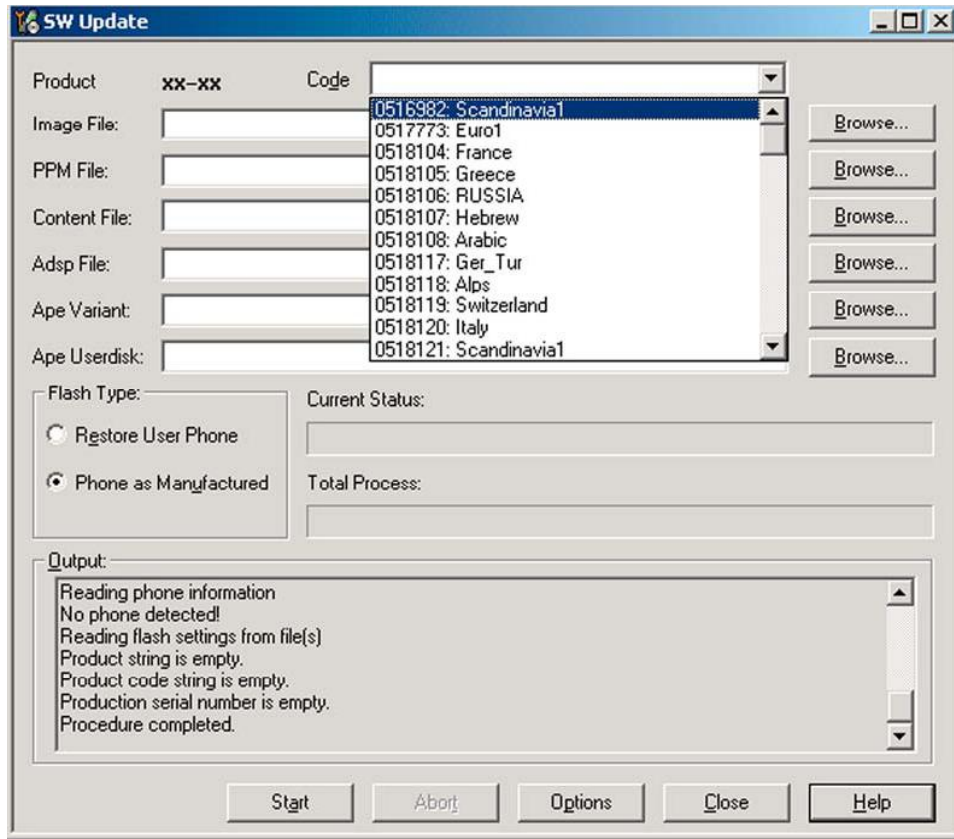 SW Update
Product xx-xx Code
0516982: Scandinavia1
0517773: Euro1
0518104: France
0518105: Greece
0518106: RUSSIA
0518107: Hebrew
0518108: Arabic
0518117: Ger_Tur
0518118: Alps
0518119: Switzerland
0518120: Italy
0518121: Scandinavia1
Image File: Browse...
PPM File: Browse...
Content File: Browse...
Adsp File: Browse...
Ape Variant: Browse...
Ape Userdisk: Browse...
Flash Type:
Restore User Phone
Phone as Manufactured
Current Status:
Total Process:
Output:
Reading phone information
No phone detected!
Reading flash settings from file(s)
Product string is empty.
Product code string is empty.
Production serial number is empty.
Procedure completed.
Start Abort Options Close Help